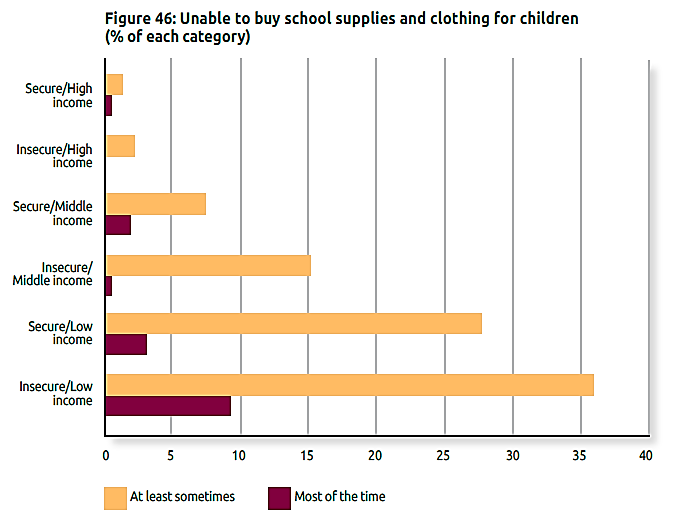 Figure 46: Unable to buy school supplies and clothing for children
(% of each category)
Secure/High
income
Insecure/High
income
Secure/Middle
income
Insecure/
Middle income
Secure/Low
income
Insecure/Low
income
0 5 10 15 20 25 30 35 40
At least sometimes Most of the time